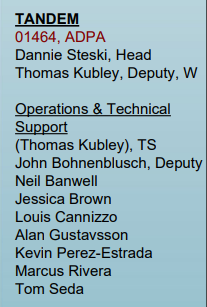 TANDEM
01464, ADPA
Dannie Steski, Head
Thomas Kubley, Deputy, W
Operations & Technical
Support
(Thomas Kubley), TS
John Bohnenblusch, Deputy
Neil Banwell
Jessica Brown
Louis Cannizzo
Alan Gustavsson
Kevin Perez-Estrada
Marcus Rivera
Tom Seda